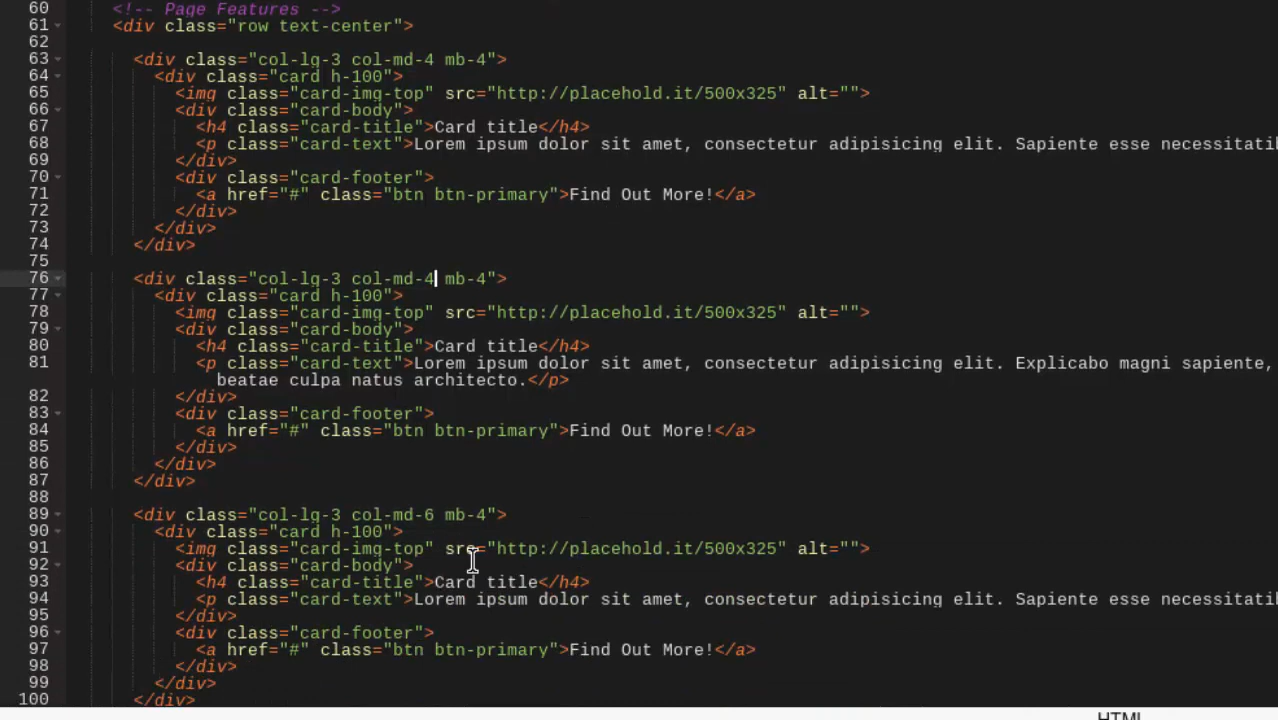 60 <!-- Page Features -->
61 <div class="row text-center">
62
63 <div class="col-lg-3 col-md-4 mb-4">
64 <div class="card h-100">
65 <img class="card-img-top" src="http://placehold.it/500x325" alt="">
66 <div class="card-body">
67 <h4 class="card-title">Card title</h4>
68 <p class="card-text">Lorem ipsum dolor sit amet, consectetur adipisicing elit. Sapiente esse necessitati
69 </div>
70 <div class="card-footer">
71 <a href="#" class="btn btn-primary">Find Out More!</a>
72 </div>
73 </div>
74 </div>
75
76 <div class="col-lg-3 col-md-4 mb-4">
77 <div class="card h-100">
78 <img class="card-img-top" src="http://placehold.it/500x325" alt="">
79 <div class="card-body">
80 <h4 class="card-title">Card title</h4>
81 <p class="card-text">Lorem ipsum dolor sit amet, consectetur adipisicing elit. Explicabo magni sapiente,
beatae culpa natus architecto.</p>
82 </div>
83 <div class="card-footer">
84 <a href="#" class="btn btn-primary">Find Out More!</a>
85 </div>
86 </div>
87 </div>
88
89 <div class="col-lg-3 col-md-6 mb-4">
90 <div class="card h-100">
91 <img class="card-img-top" src="http://placehold.it/500x325" alt="">
92 <div class="card-body">
93 <h4 class="card-title">Card title</h4>
94 <p class="card-text">Lorem ipsum dolor sit amet, consectetur adipisicing elit. Sapiente esse necessitati
95 </div>
96 <div class="card-footer">
97 <a href="#" class="btn btn-primary">Find Out More!</a>
98 </div>
99 </div>
100 </div>
HTML